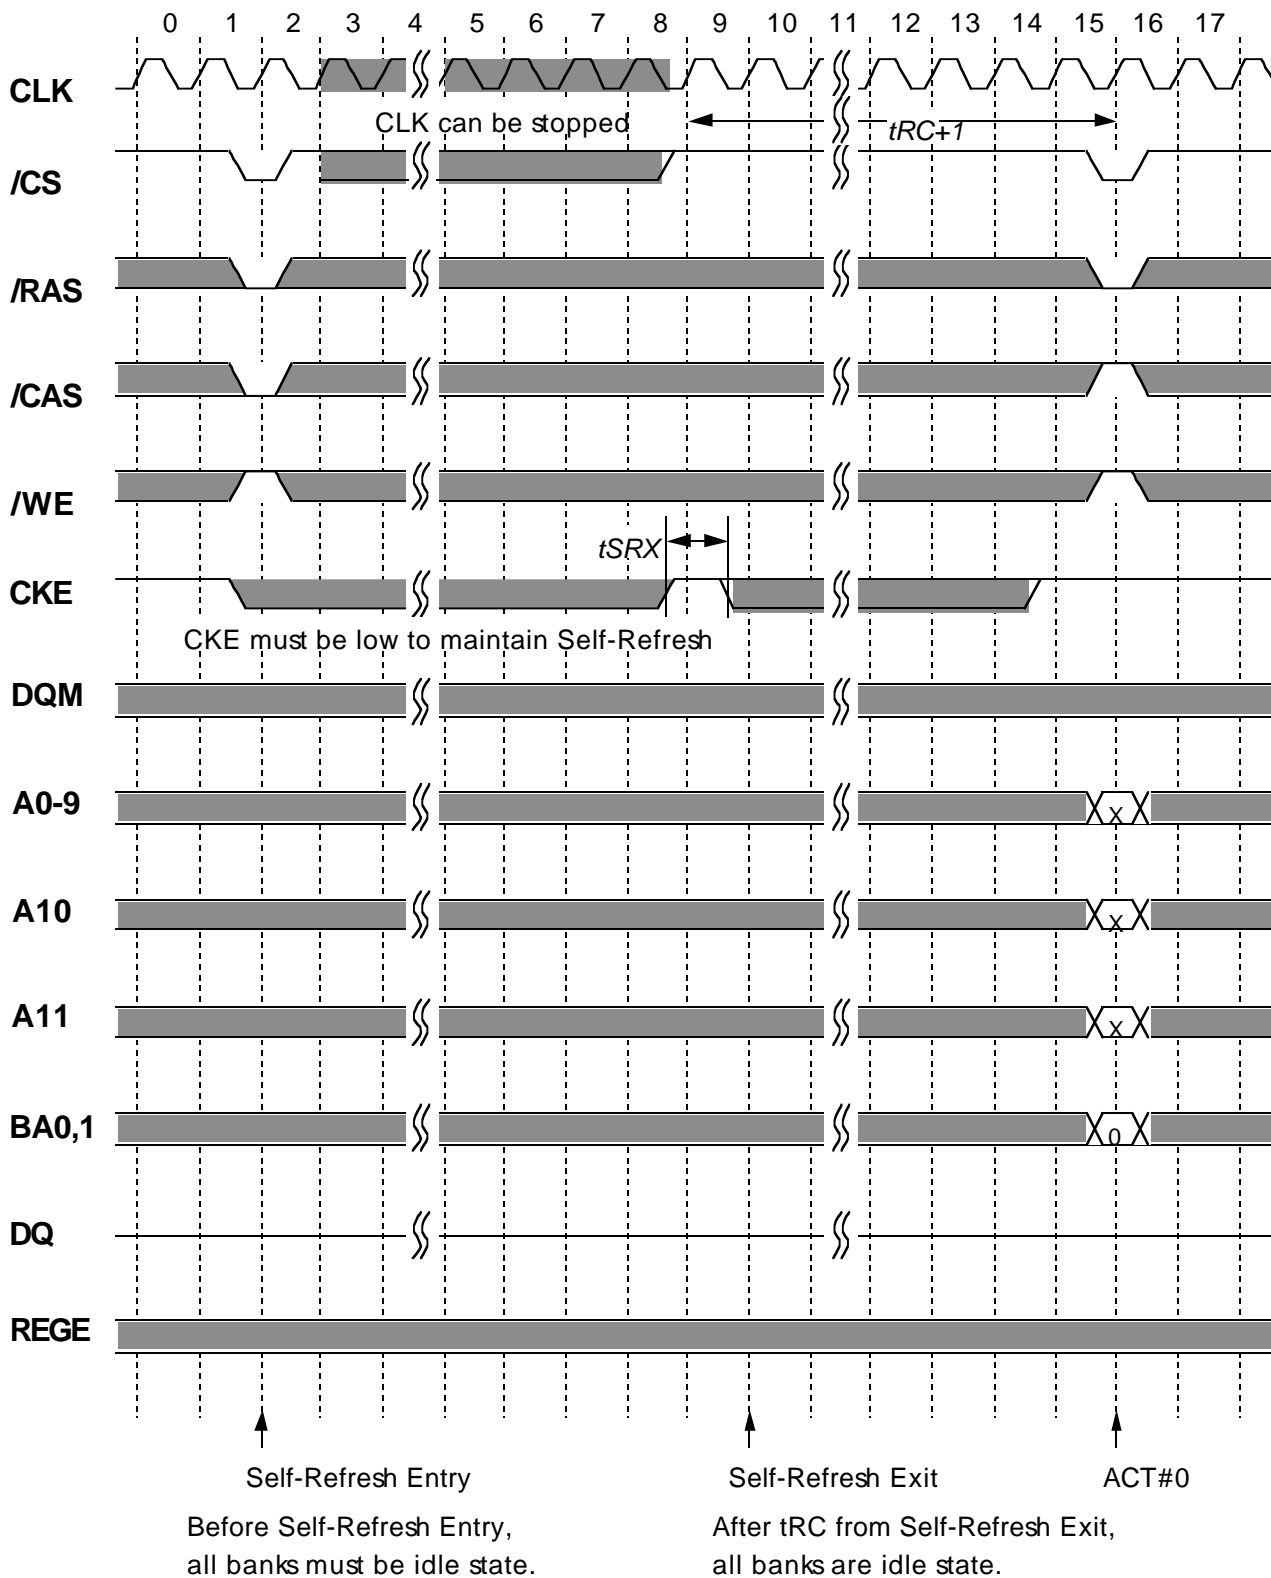 0 1 2 3 4 5 6 7 8 9 10 11 12 13 14 15 16 17
CLK
CLK can be stopped
tRC+1
/CS
/RAS
/CAS
/WE
tSRX
CKE
CKE must be low to maintain Self-Refresh
DQM
A0-9
X
A10
X
A11
X
BA0,1
0
DQ
REGE
Self-Refresh Entry
Self-Refresh Exit
ACT#0
Before Self-Refresh Entry,
all banks must be idle state.
After tRC from Self-Refresh Exit,
all banks are idle state.